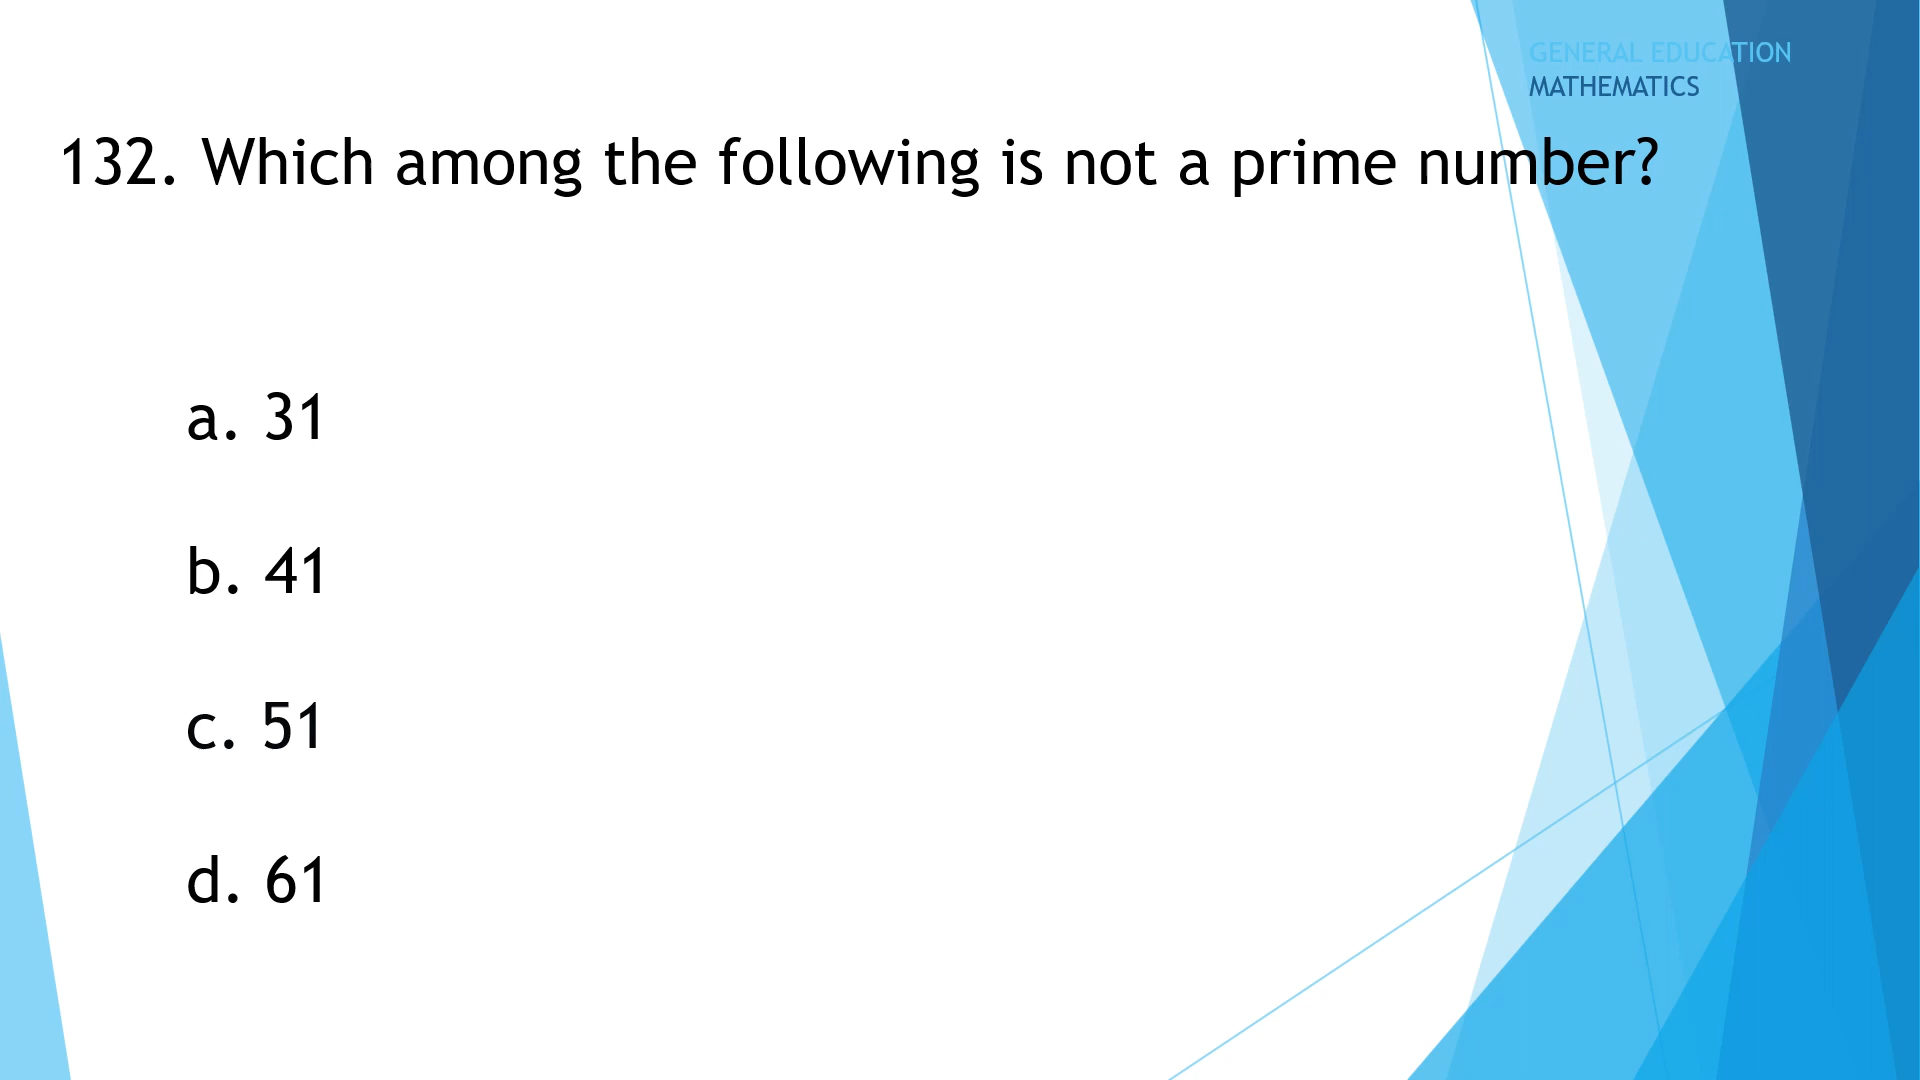 GENERAL EDUCATION
MATHEMATICS
132. Which among the following is not a prime number?
a. 31
b. 41
c. 51
d. 61